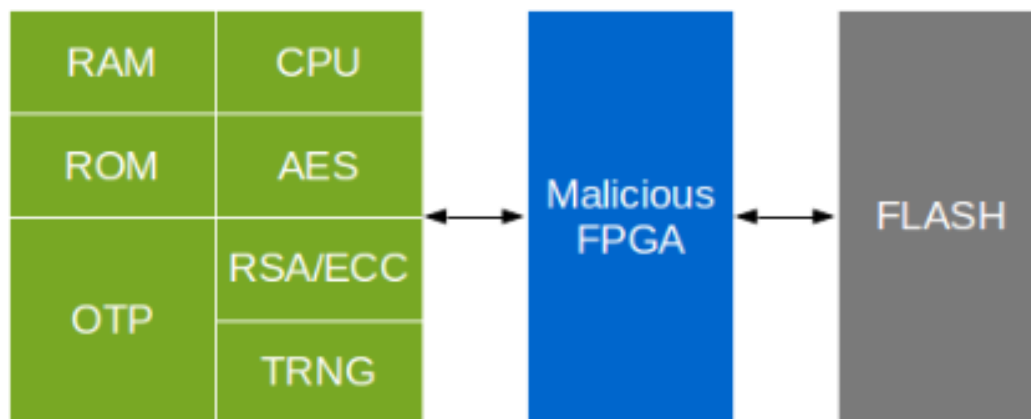 RAM
CPU
ROM
AES
OTP
RSA/ECC
TRNG
Malicious
FPGA
FLASH